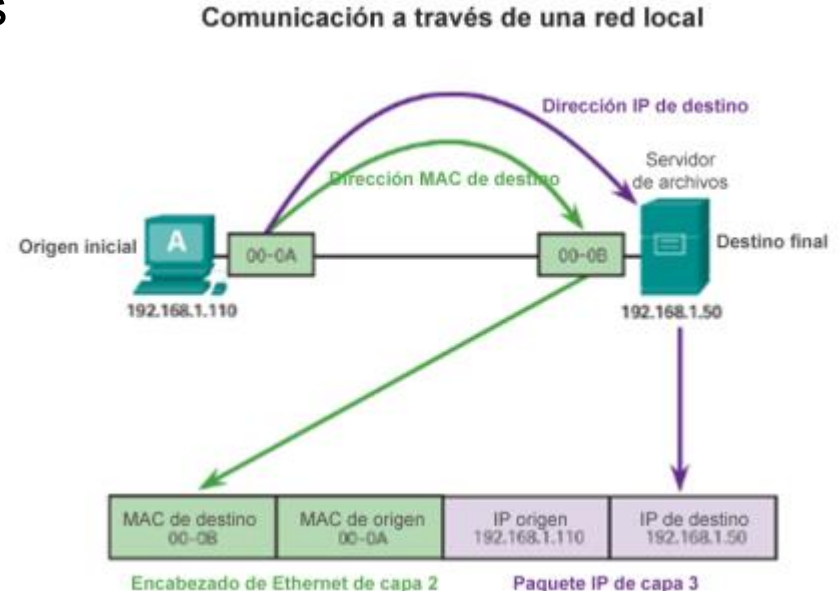 s
Comunicación a través de una red local
Dirección IP de destino
Dirección MAC de destino
Servidor
de archivos
Origen inicial
A
00-0A
00-0B
Destino final
192.168.1.110
192.168.1.50
MAC de destino
00-0B
MAC de origen
00-0A
IP origen
192.168.1.110
IP de destino
192.168.1.50
Encabezado de Ethernet de capa 2
Paquete IP de capa 3